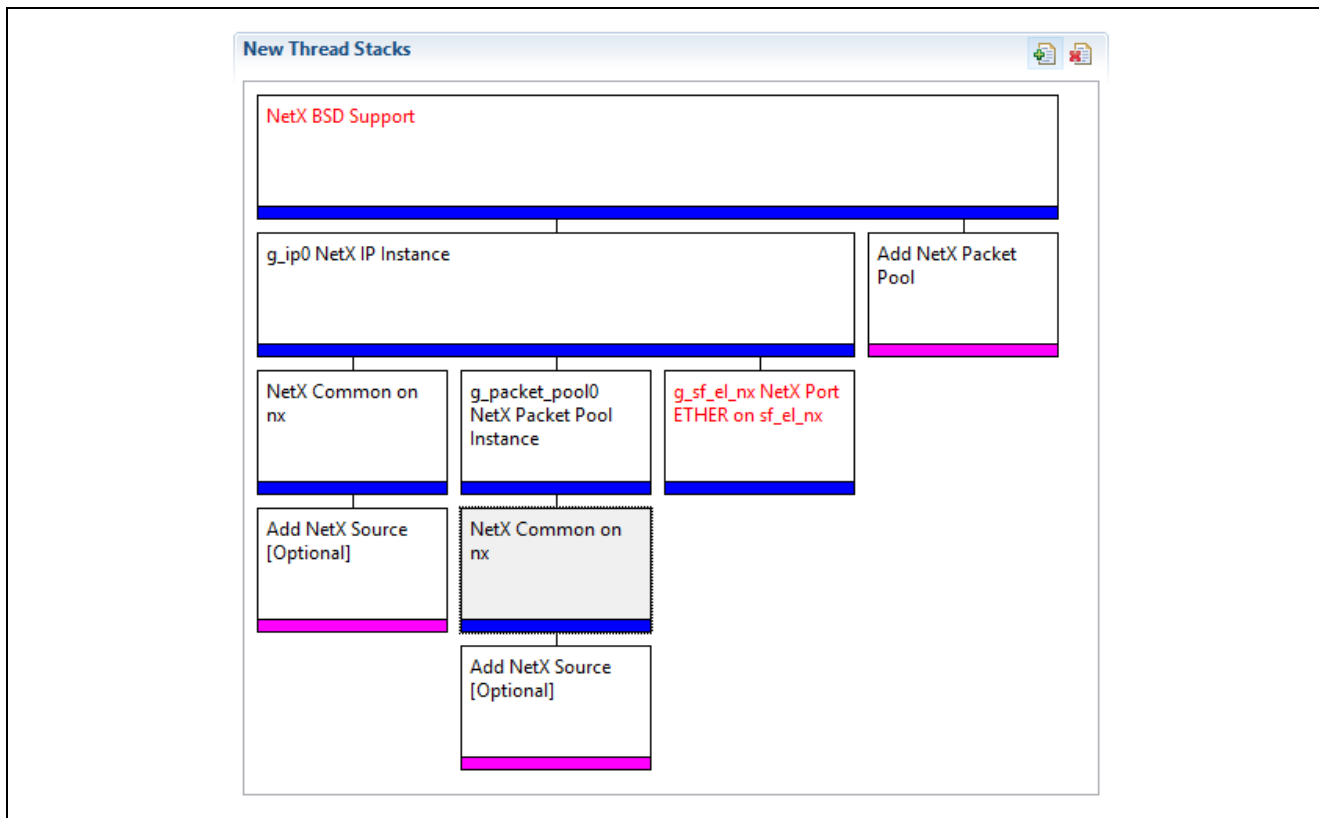 New Thread Stacks
NetX BSD Support
g_ip0 NetX IP Instance
Add NetX Packet
Pool
NetX Common on
nx
g_packet_pool0
NetX Packet Pool
Instance
g_sf_el_nx NetX Port
ETHER on sf_el_nx
Add NetX Source
[Optional]
NetX Common on
nx
Add NetX Source
[Optional]